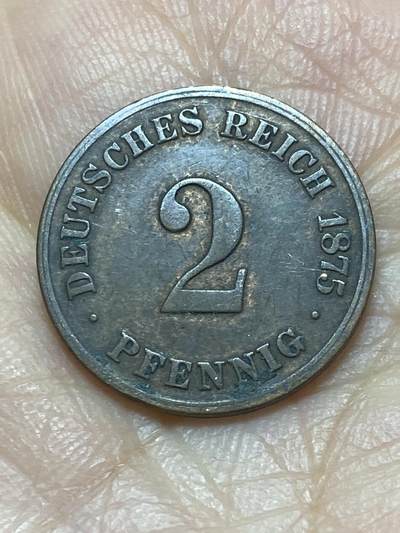 DEUTSCHES REICH 1875
2
· PFENNIG ·